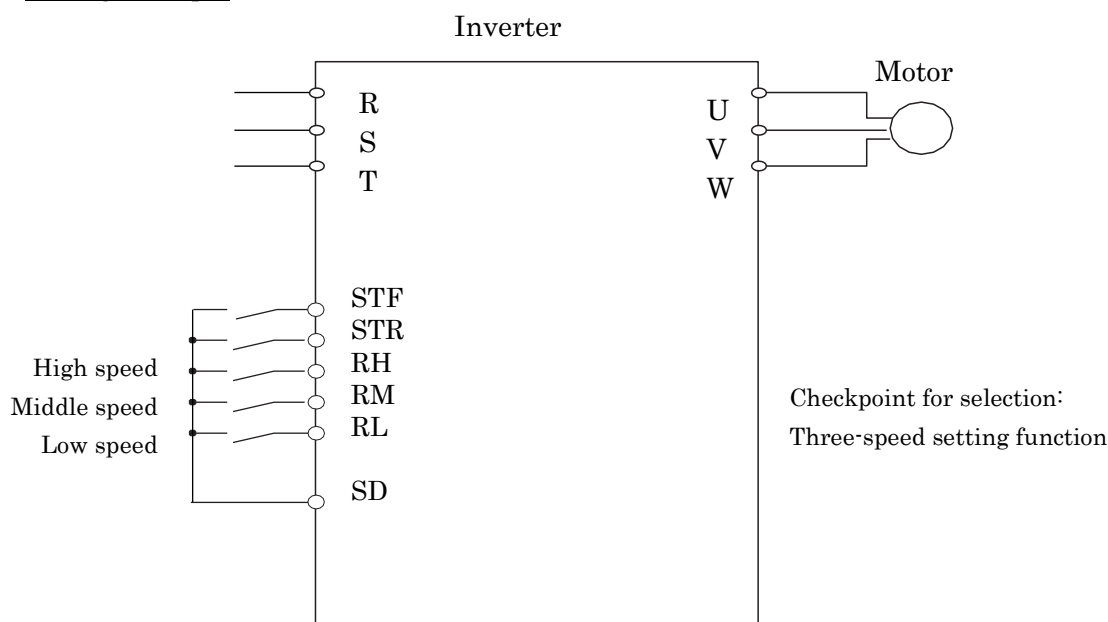 Inverter
Motor
R
S
T
U
V
W
STF
STR
High speed
RH
Middle speed
RM
Low speed
RL
SD
Checkpoint for selection:
Three-speed setting function